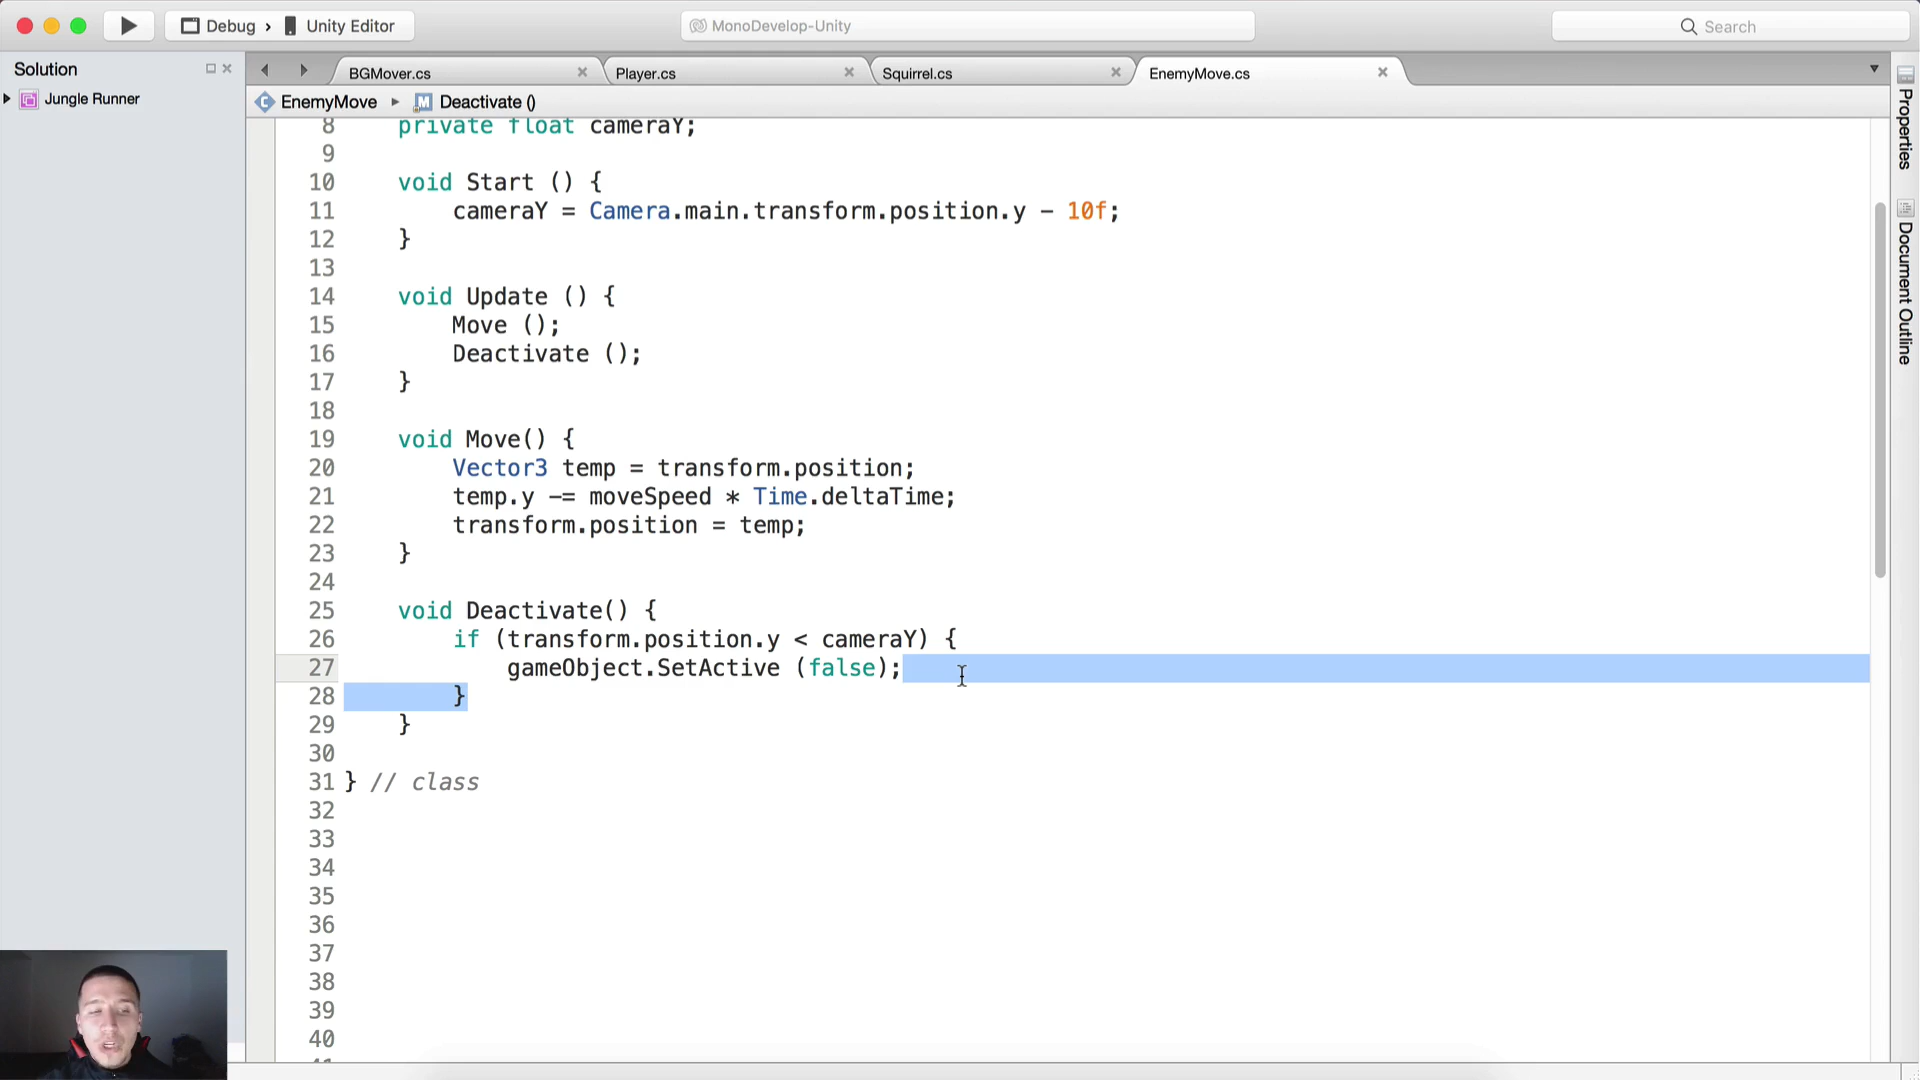 Debug > Unity Editor
MonoDevelop-Unity
Search
Solution
Jungle Runner
BGMover.cs
Player.cs
Squirrel.cs
EnemyMove.cs
EnemyMove
Deactivate ()
Properties
Document Outline
8 private float cameraY;
9
10 void Start () {
11 cameraY = Camera.main.transform.position.y - 10f;
12 }
13
14 void Update () {
15 Move ();
16 Deactivate ();
17 }
18
19 void Move() {
20 Vector3 temp = transform.position;
21 temp.y -= moveSpeed * Time.deltaTime;
22 transform.position = temp;
23 }
24
25 void Deactivate() {
26 if (transform.position.y < cameraY) {
27 gameObject.SetActive (false);
28 }
29 }
30
31 } // class
32
33
34
35
36
37
38
39
40